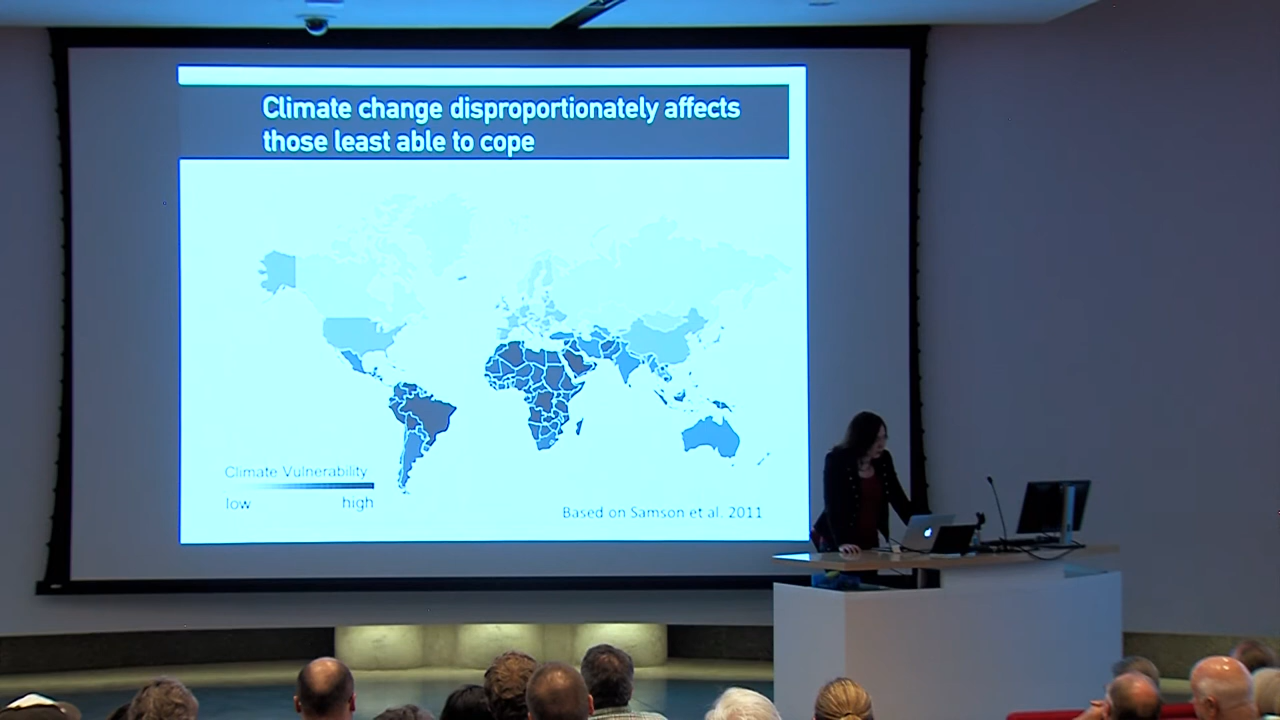 Climate change disproportionately affects
those least able to cope
Climate Vulnerability
low high
Based on Samson et al. 2011